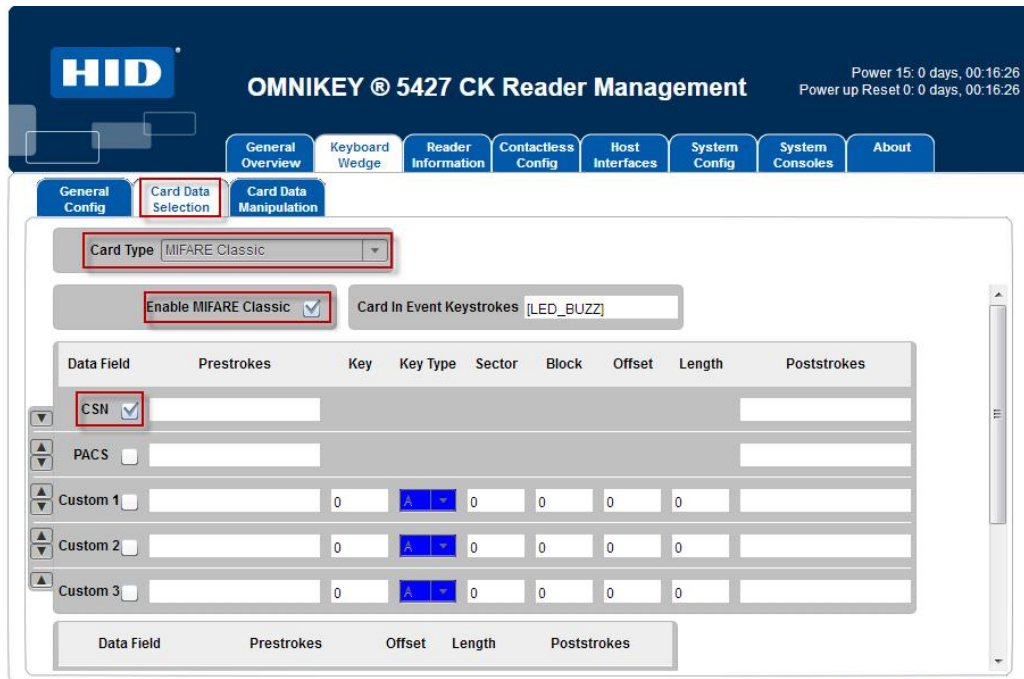 HID
OMNIKEY ® 5427 CK Reader Management
Power 15: 0 days, 00:16:26
Power up Reset 0: 0 days, 00:16:26
General Overview
Keyboard Wedge
Reader Information
Contactless Config
Host Interfaces
System Config
System Consoles
About
General Config
Card Data Selection
Card Data Manipulation
Card Type MIFARE Classic
Enable MIFARE Classic
Card In Event Keystrokes [LED_BUZZ]
Data Field Prestrokes Key Key Type Sector Block Offset Length Poststrokes
CSN
PACS
Custom 1 0 A 0 0 0 0
Custom 2 0 A 0 0 0 0
Custom 3 0 A 0 0 0 0
Data Field Prestrokes Offset Length Poststrokes